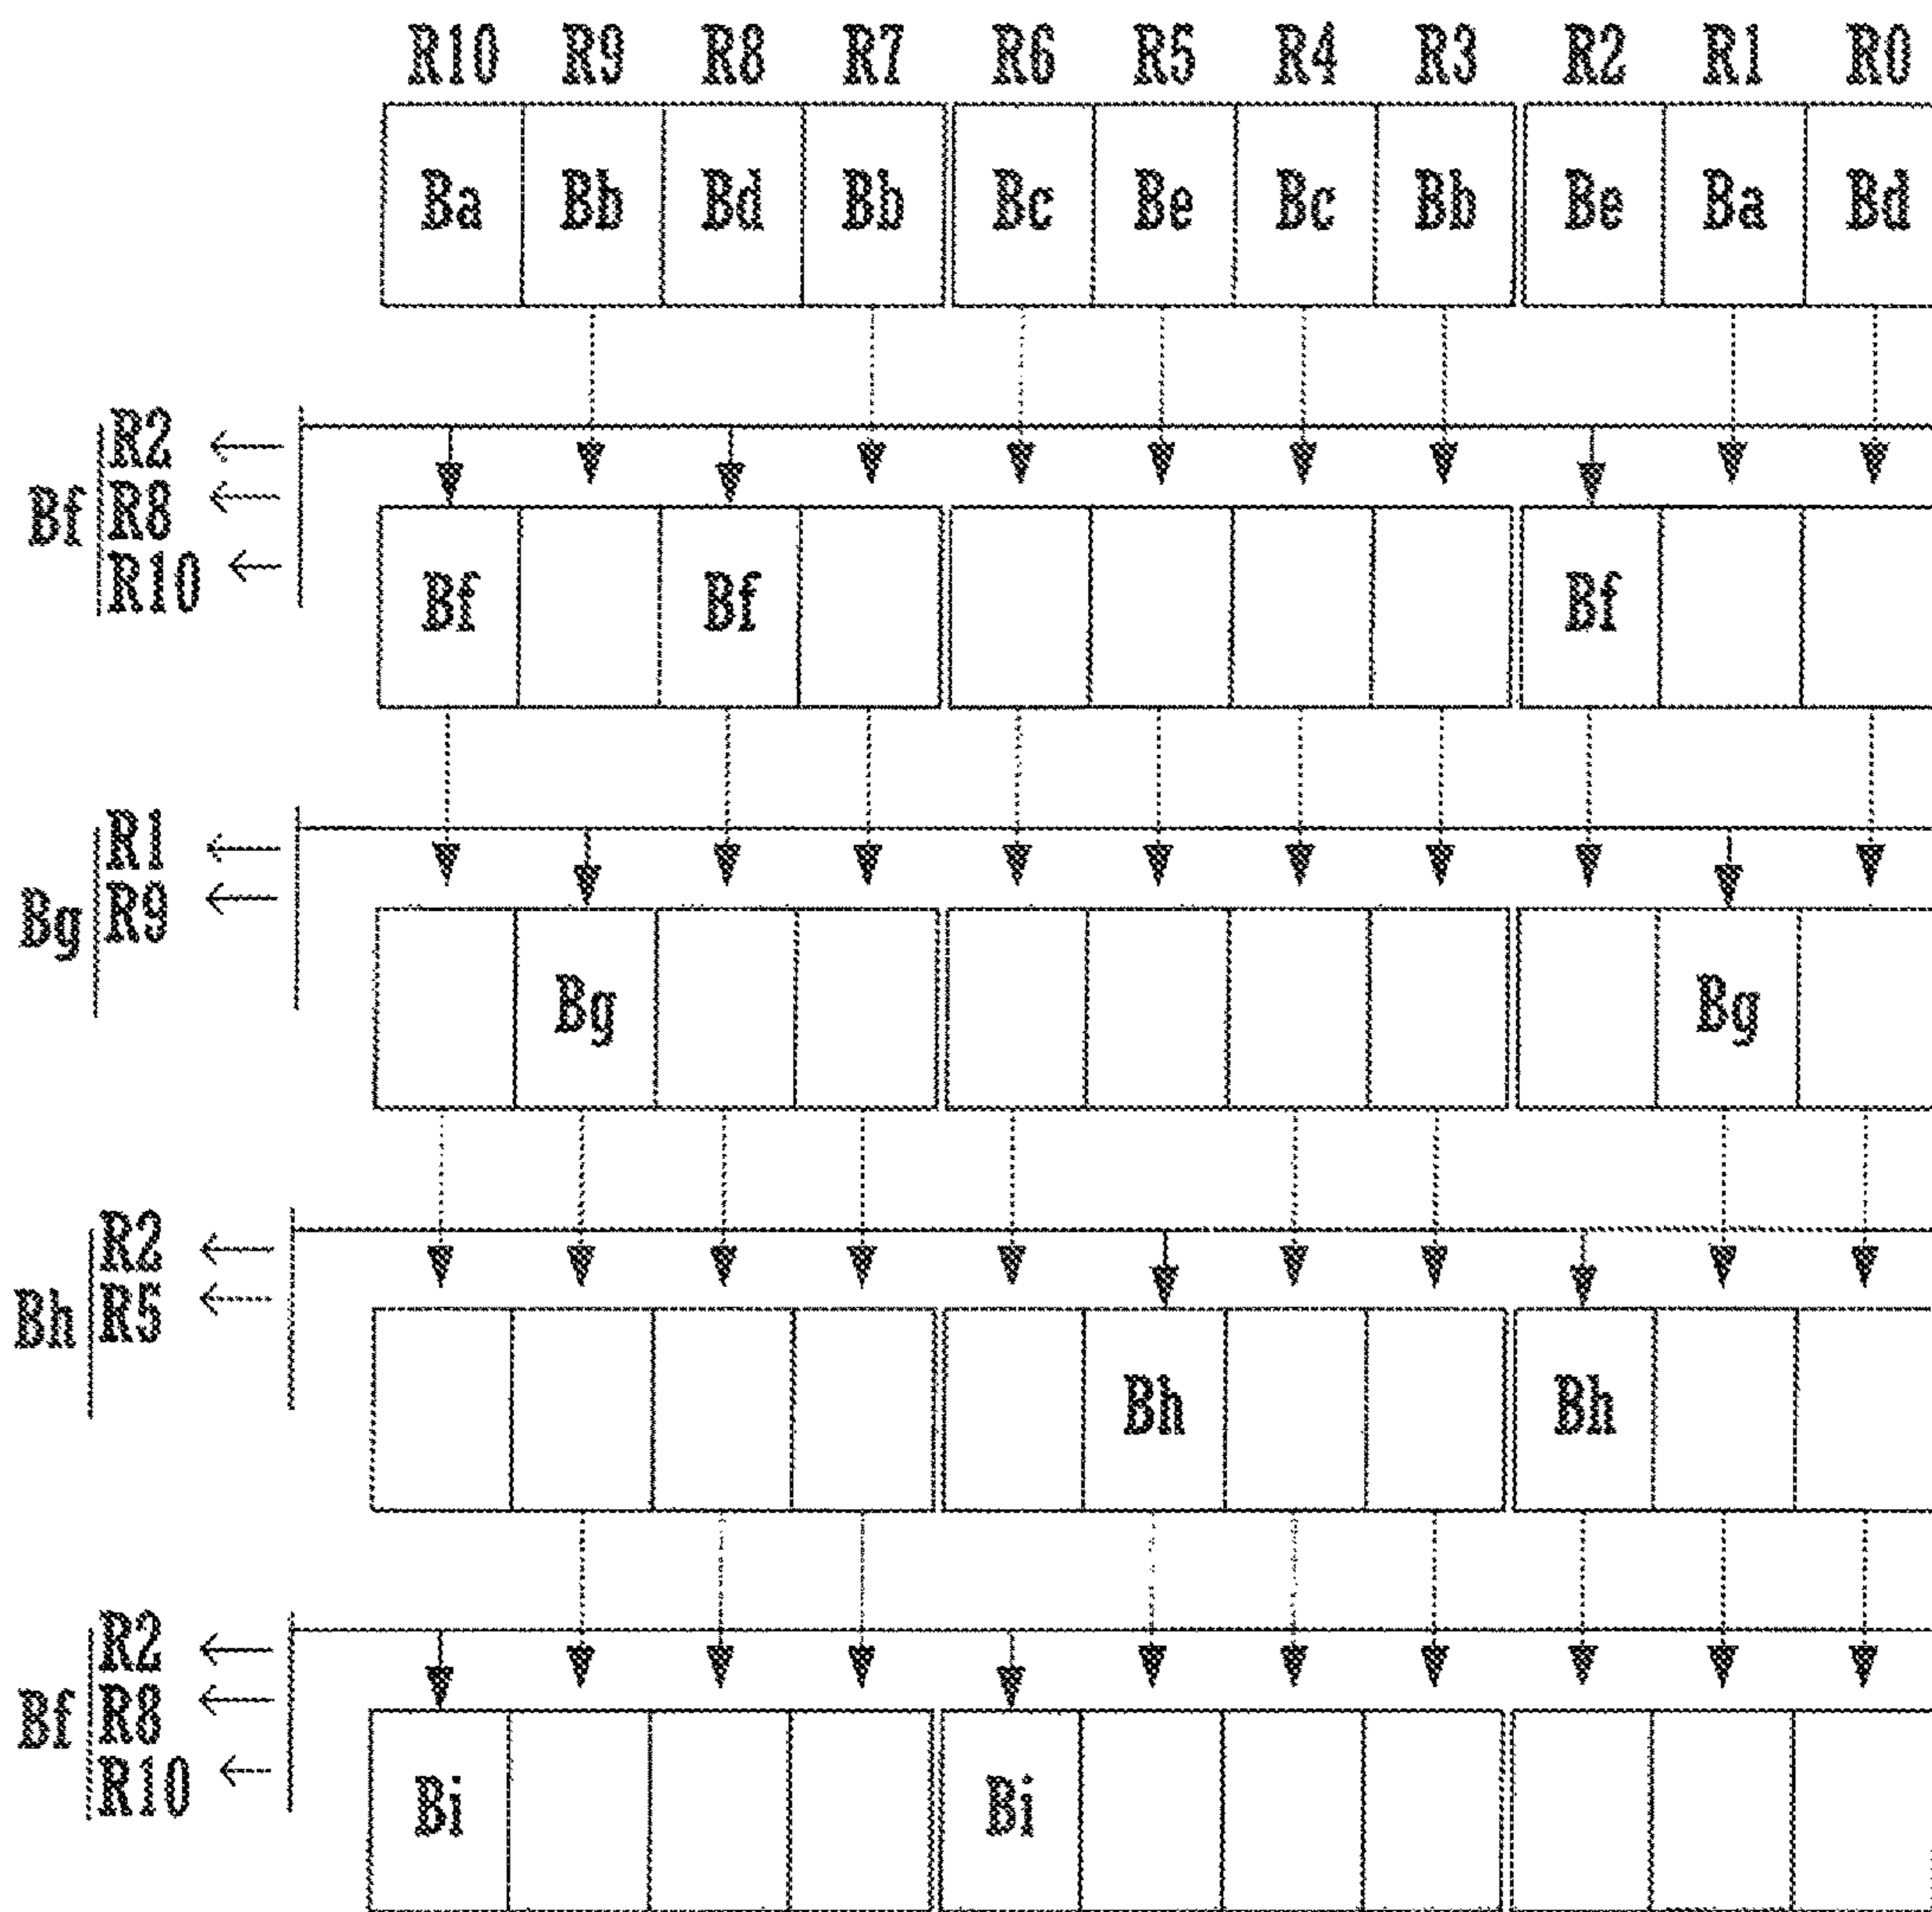 R10 R9 R8 R7 R6 R5 R4 R3 R2 R1 R0
Ba Bb Bd Bb Bc Be Bc Bb Be Ba Bd
R2
Bf R8
R10
Bf Bf Bf
R1
Bg R9
Bg Bg
R2
Bh R5
Bh Bh
R2
Bf R8
R10
Bi Bi